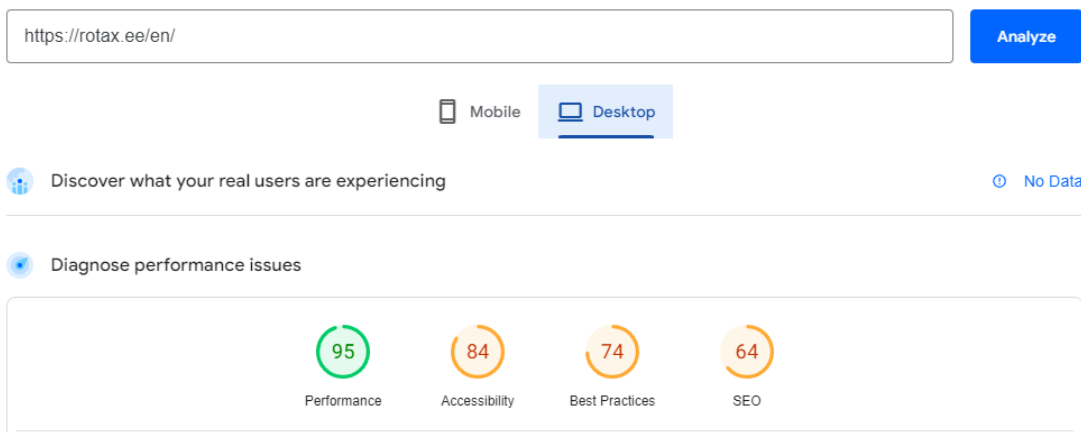 https://rotax.ee/en/
Analyze
Mobile
Desktop
Discover what your real users are experiencing
No Data
Diagnose performance issues
95
84
74
64
Performance
Accessibility
Best Practices
SEO